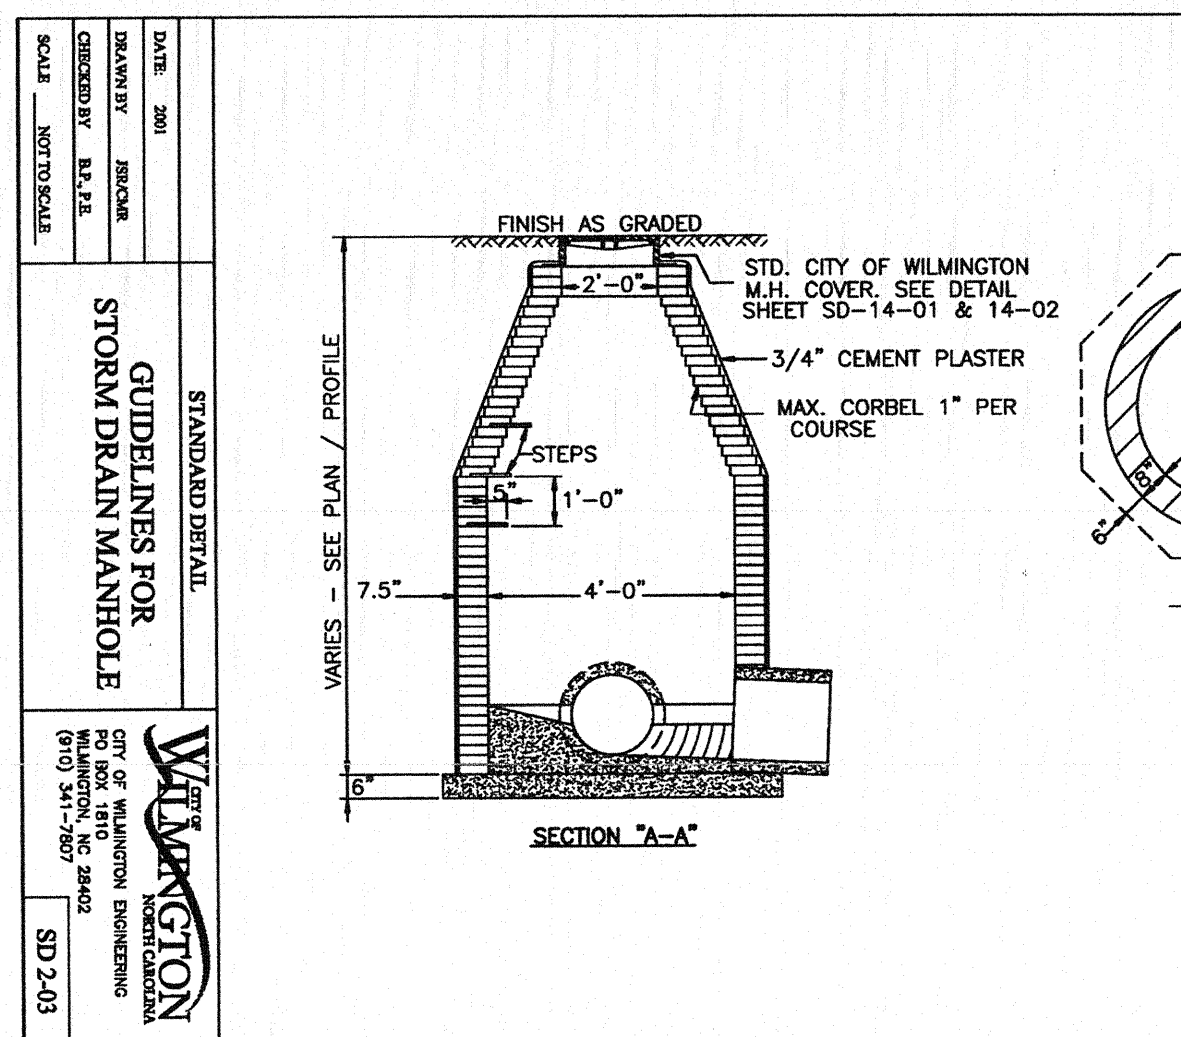 DATE: 2001
DRAWN BY JSR/CMR
CHECKED BY B.P., P.E.
SCALE NOT TO SCALE
STANDARD DETAIL
GUIDELINES FOR
STORM DRAIN MANHOLE
CITY OF
WILMINGTON
NORTH CAROLINA
CITY OF WILMINGTON ENGINEERING
PO BOX 1810
WILMINGTON, NC 28402
(910) 341-7807
SD 2-03
FINISH AS GRADED
2'-0"
STD. CITY OF WILMINGTON
M.H. COVER. SEE DETAIL
SHEET SD-14-01 & 14-02
3/4" CEMENT PLASTER
MAX. CORBEL 1" PER
COURSE
STEPS
5"
1'-0"
VARIES - SEE PLAN / PROFILE
7.5"
4'-0"
6"
SECTION "A-A"
8"
6"